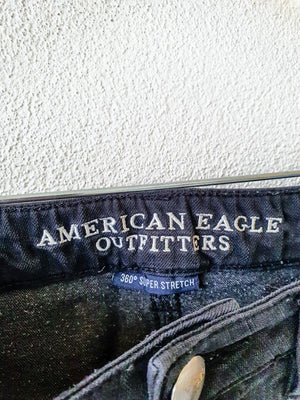 AMERICAN EAGLE
OUTFITTERS
360° SUPER STRETCH